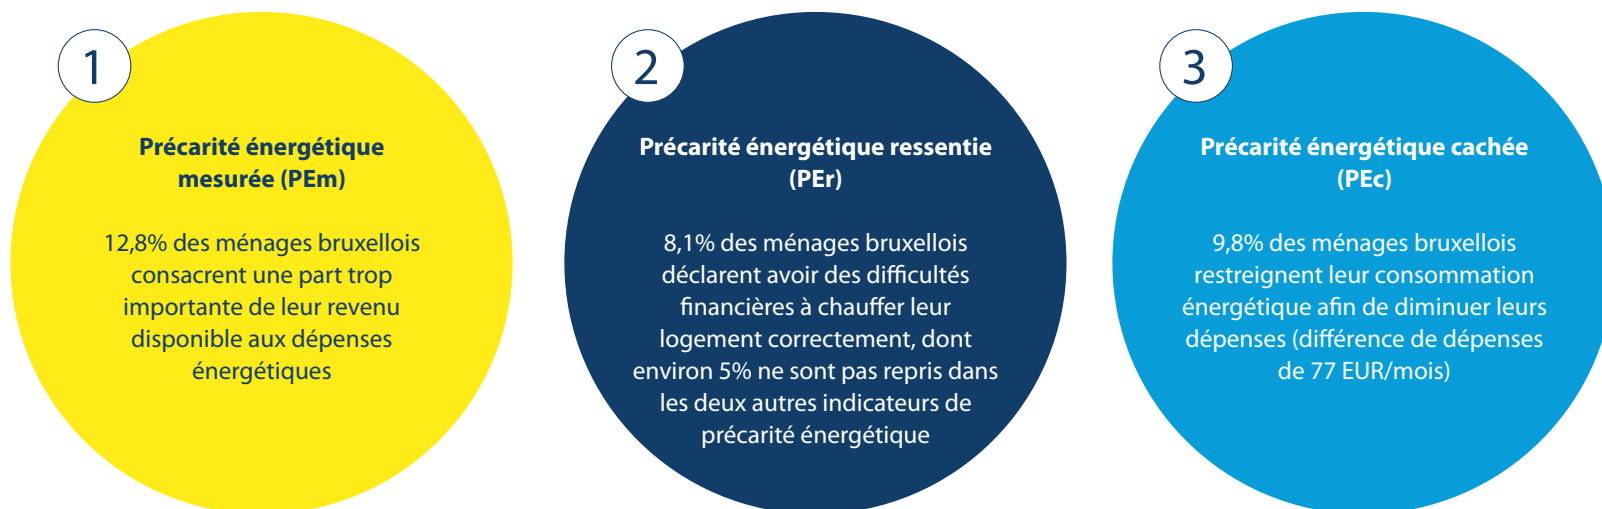 1
Précarité énergétique
mesurée (PEm)
12,8% des ménages bruxellois
consacrent une part trop
importante de leur revenu
disponible aux dépenses
énergétiques
2
Précarité énergétique ressentie
(PEr)
8,1% des ménages bruxellois
déclarent avoir des difficultés
financières à chauffer leur
logement correctement, dont
environ 5% ne sont pas repris dans
les deux autres indicateurs de
précarité énergétique
3
Précarité énergétique cachée
(PEc)
9,8% des ménages bruxellois
restreignent leur consommation
énergétique afin de diminuer leurs
dépenses (différence de dépenses
de 77 EUR/mois)